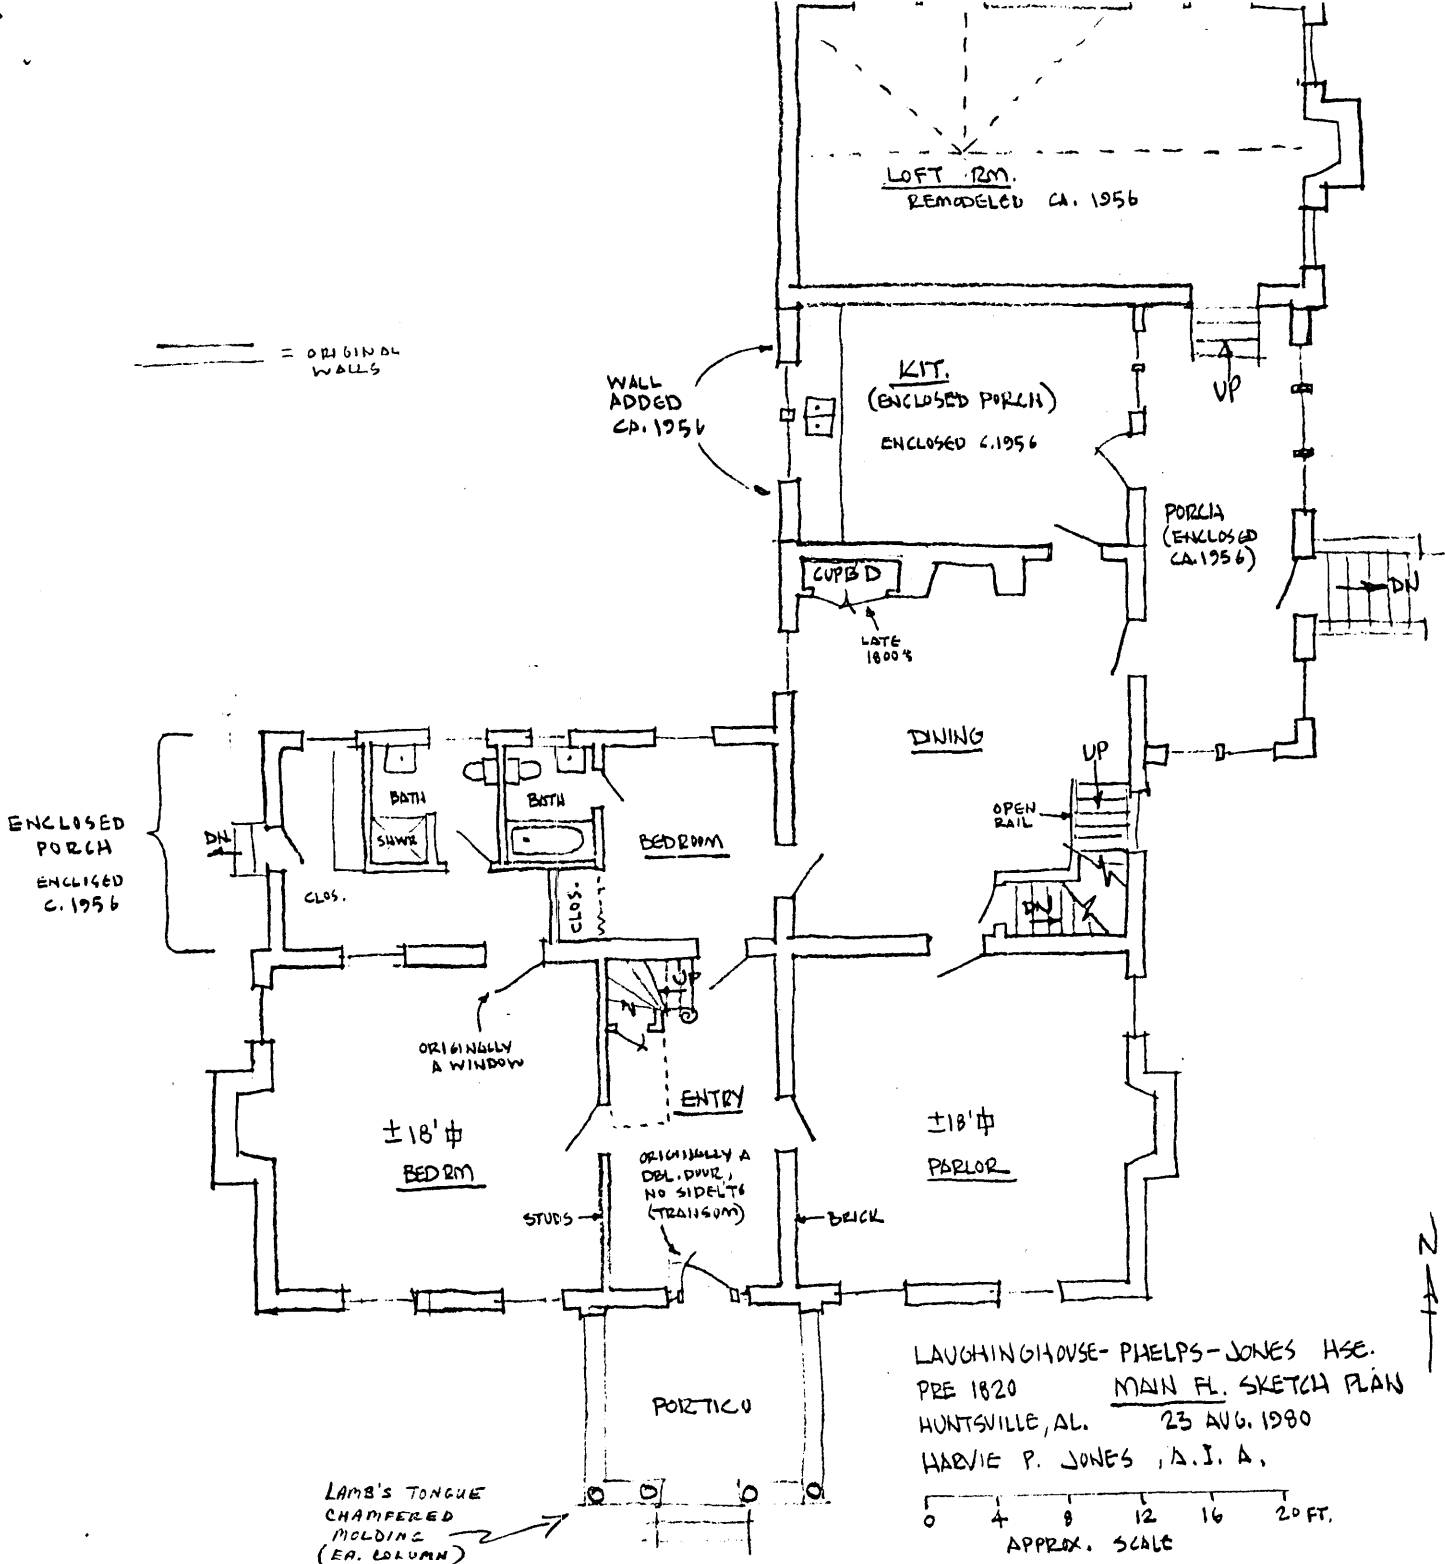 LOFT RM.
REMODELED CA. 1956
= ORIGINAL
WALLS
WALL
ADDED
CA. 1956
KIT.
(ENCLOSED PORCH)
ENCLOSED C.1956
UP
PORCH
(ENCLOSED
CA.1956)
CUPB'D
LATE
1800's
DN
DINING
UP
OPEN
RAIL
DN
ENCLOSED
PORCH
ENCLISED
C. 1956
DN
BATH
BATH
SHWR
BEDROOM
CLOS.
CLOS.
UP
ORIGINALLY
A WINDOW
ENTRY
±18'
BEDRM
±18'
PARLOR
ORIGINALLY A
DBL. DOOR,
NO SIDELTS
(TRANSOM)
STUDS
BRICK
N
PORTICO
LAUGHINGHOUSE-PHELPS-JONES HSE.
PRE 1820 MAIN FL. SKETCH PLAN
HUNTSVILLE, AL. 23 AUG. 1980
HARVIE P. JONES, A.I.A.
LAMB'S TONGUE
CHAMFERED
MOLDING
(EA. COLUMN)
0 4 8 12 16 20 FT.
APPROX. SCALE